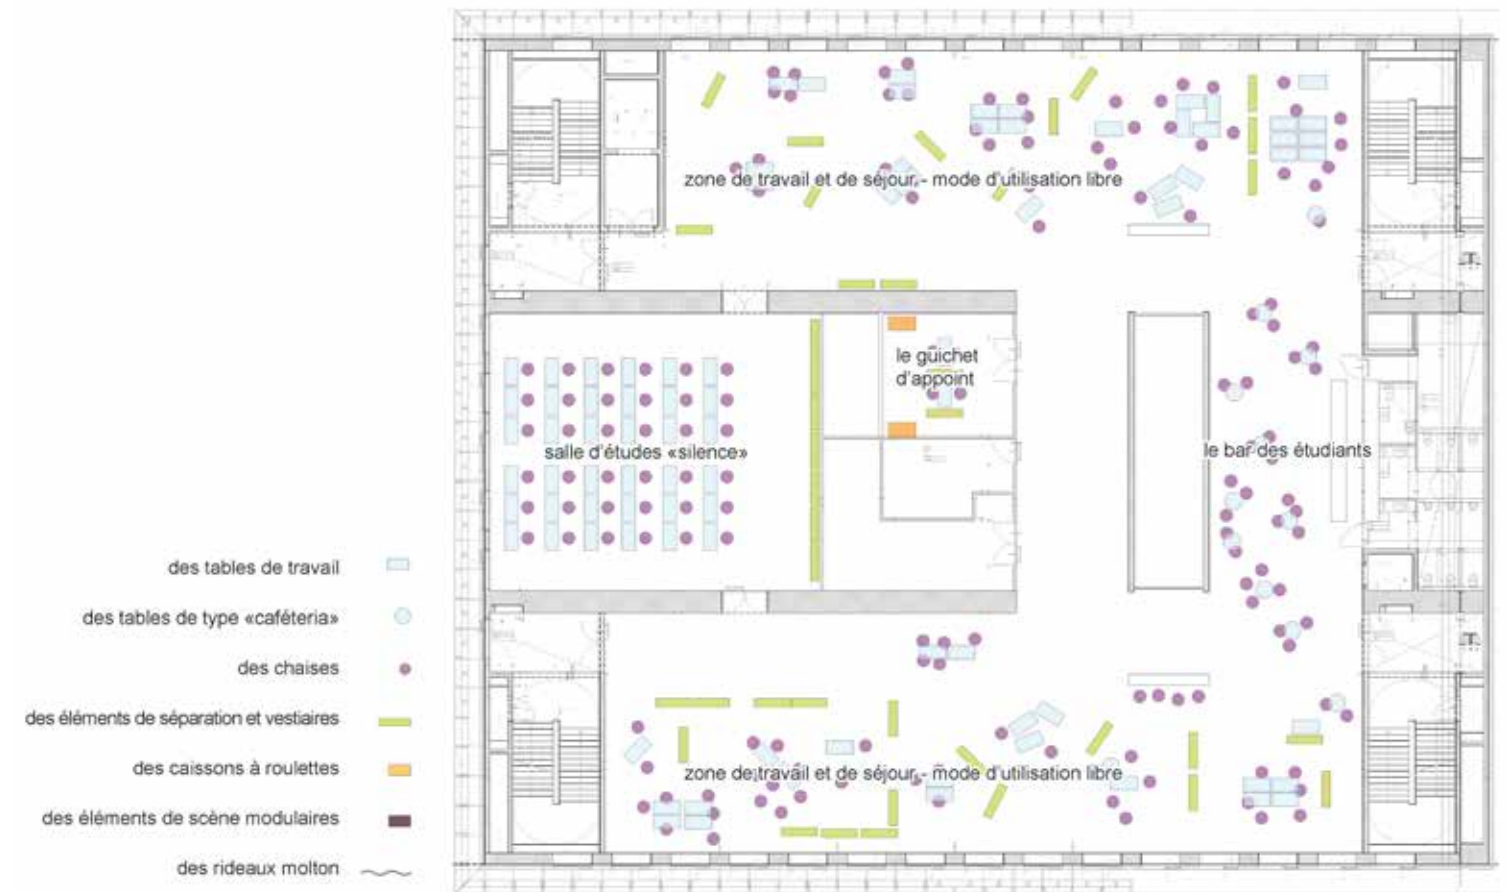 zone de travail et de séjour - mode d'utilisation libre
le guichet
d'appoint
salle d'études «silence»
le bar des étudiants
des tables de travail
des tables de type «caféteria»
des chaises
des éléments de séparation et vestiaires
des caissons à roulettes
des éléments de scène modulaires
des rideaux molton
zone de travail et de séjour - mode d'utilisation libre